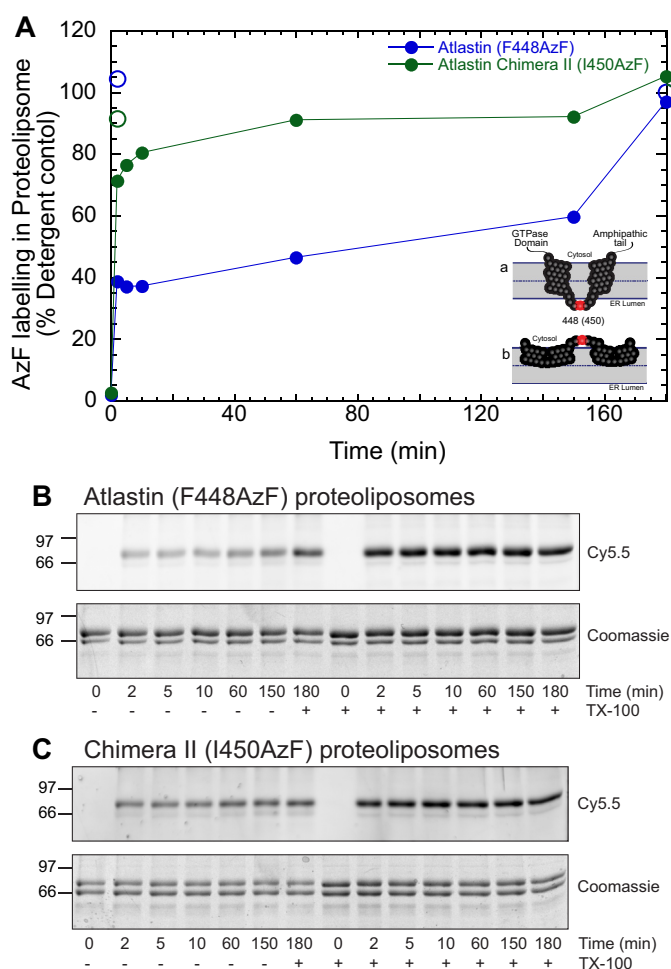 A
AzF labelling in Proteolipsome
(% Detergent contol)
120
100
80
60
40
20
0
0 40 80 120 160
Time (min)
Atlastin (F448AzF)
Atlastin Chimera II (I450AzF)
GTPase
Domain
Amphipathic
tail
Cytosol
a
ER Lumen
448 (450)
b
Cytosol
ER Lumen
B Atlastin (F448AzF) proteoliposomes
97
66
Cy5.5
97
66
Coomassie
0 2 5 10 60 150 180 0 2 5 10 60 150 180 Time (min)
- - - - - - + + + + + + + + TX-100
C Chimera II (I450AzF) proteoliposomes
97
66
Cy5.5
97
66
Coomassie
0 2 5 10 60 150 180 0 2 5 10 60 150 180 Time (min)
- - - - - - + + + + + + + + TX-100